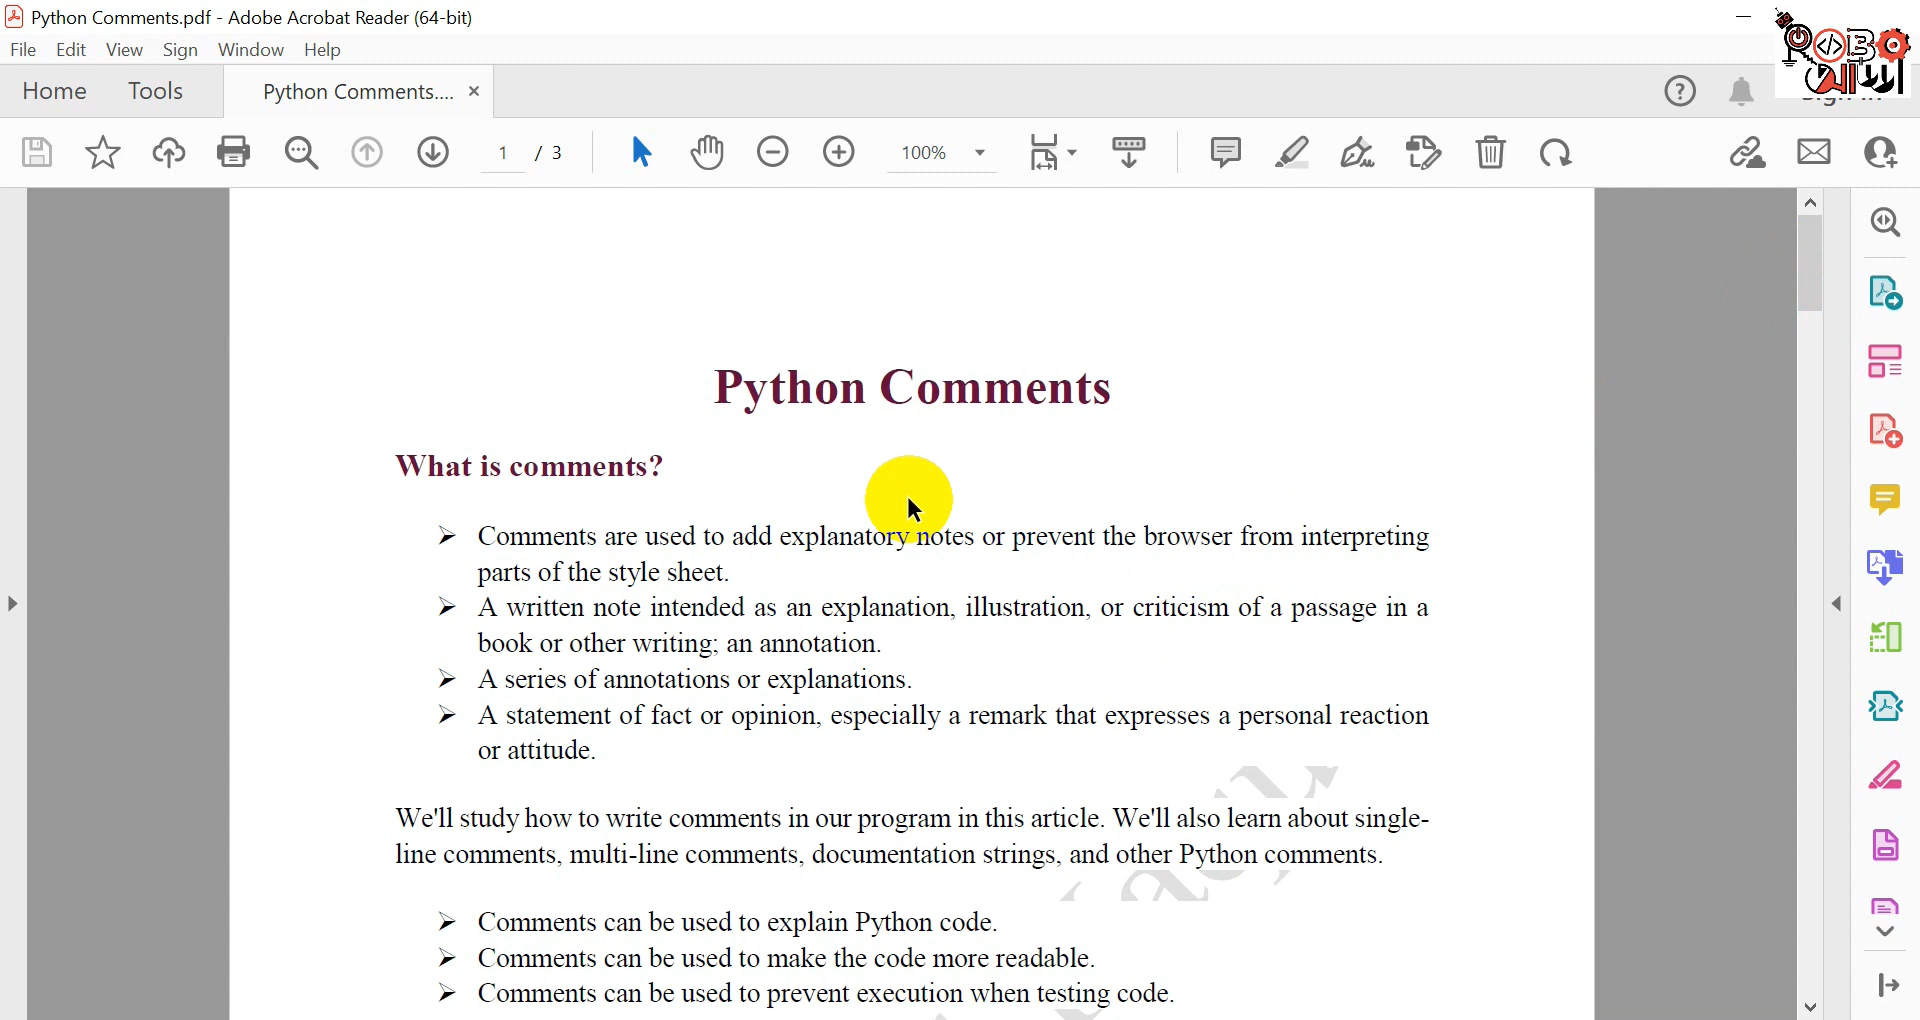 Python Comments.pdf - Adobe Acrobat Reader (64-bit)
File Edit View Sign Window Help
Home Tools Python Comments.... ×
1 / 3 100%
Python Comments
What is comments?
➢ Comments are used to add explanatory notes or prevent the browser from interpreting
parts of the style sheet.
➢ A written note intended as an explanation, illustration, or criticism of a passage in a
book or other writing; an annotation.
➢ A series of annotations or explanations.
➢ A statement of fact or opinion, especially a remark that expresses a personal reaction
or attitude.
We'll study how to write comments in our program in this article. We'll also learn about single-
line comments, multi-line comments, documentation strings, and other Python comments.
➢ Comments can be used to explain Python code.
➢ Comments can be used to make the code more readable.
➢ Comments can be used to prevent execution when testing code.